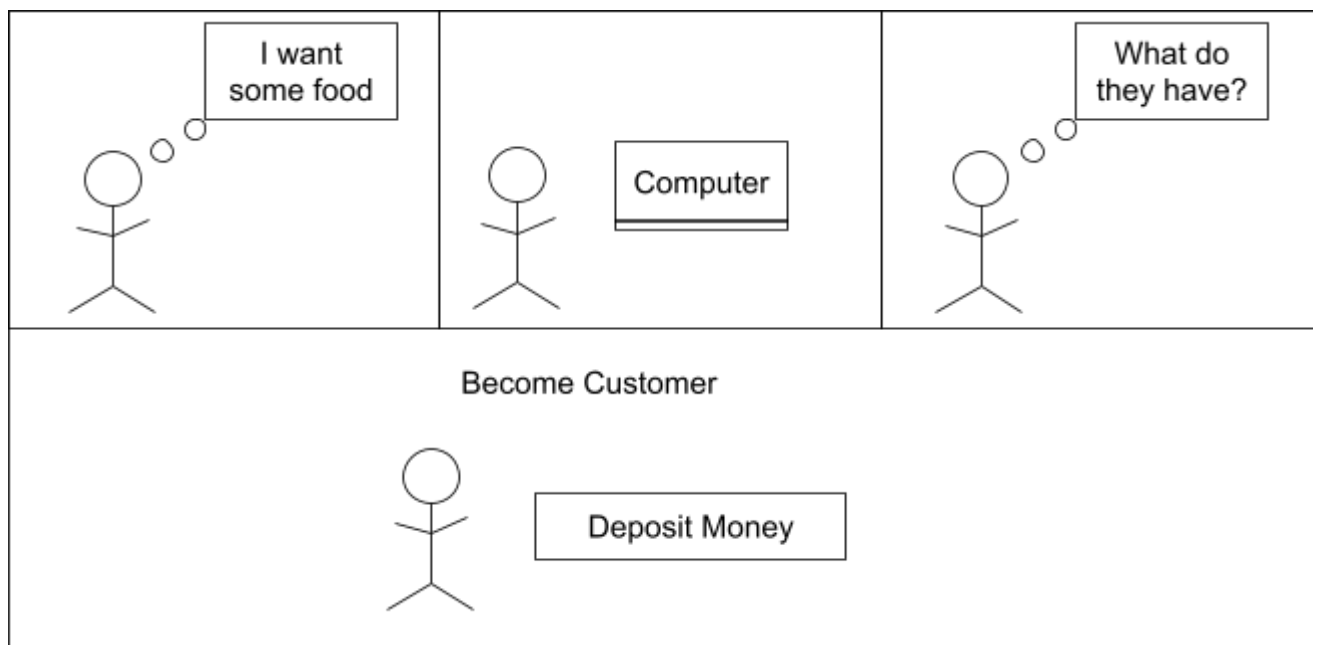 I want
some food
Computer
What do
they have?
Become Customer
Deposit Money